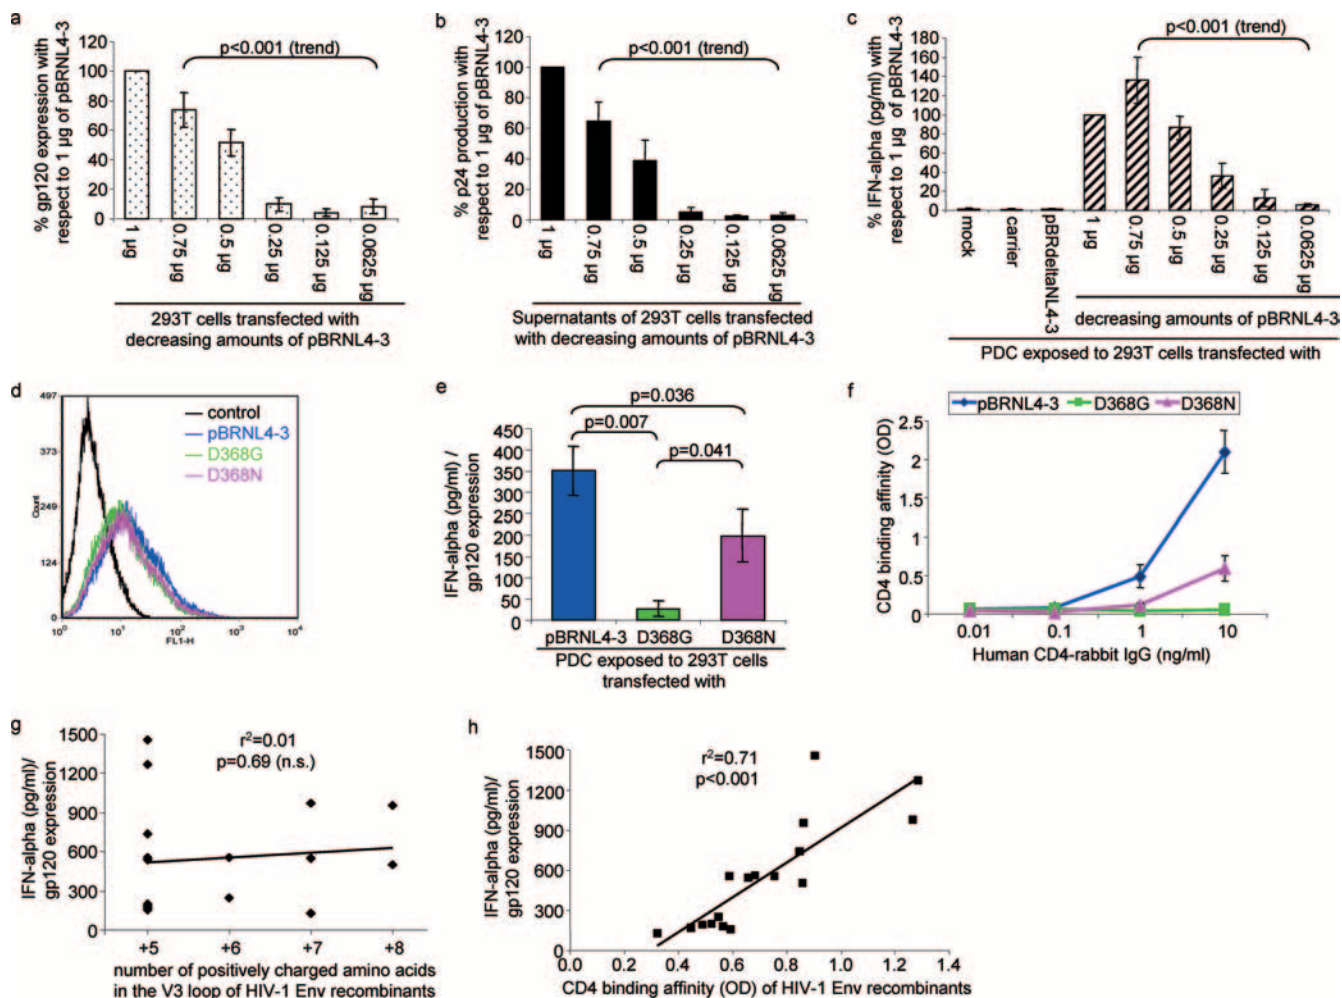 a
% gp120 expression with
respect to 1 µg of pBRNL4-3
120
100
80
60
40
20
0
p<0.001 (trend)
1 µg
0.75 µg
0.5 µg
0.25 µg
0.125 µg
0.0625 µg
293T cells transfected with
decreasing amounts of pBRNL4-3
b
% p24 production with
respect to 1 µg of pBRNL4-3
120
100
80
60
40
20
0
p<0.001 (trend)
1 µg
0.75 µg
0.5 µg
0.25 µg
0.125 µg
0.0625 µg
Supernatants of 293T cells transfected
with decreasing amounts of pBRNL4-3
c
% IFN-alpha (pg/ml) with
respect to 1 µg of pBRNL4-3
180
160
140
120
100
80
60
40
20
0
p<0.001 (trend)
mock
carrier
pBRdeltaNL4-3
1 µg
0.75 µg
0.5 µg
0.25 µg
0.125 µg
0.0625 µg
decreasing amounts of pBRNL4-3
PDC exposed to 293T cells transfected with
d
Count
497
373
249
124
0
control
pBRNL4-3
D368G
D368N
10⁰
10¹
10²
10³
10⁴
FL1-H
e
IFN-alpha (pg/ml) /
gp120 expression
450
400
350
300
250
200
150
100
50
0
p=0.036
p=0.007
p=0.041
pBRNL4-3
D368G
D368N
PDC exposed to 293T cells
transfected with
f
pBRNL4-3
D368G
D368N
CD4 binding affinity (OD)
2.5
2
1.5
1
0.5
0
0.01
0.1
1
10
Human CD4-rabbit IgG (ng/ml)
g
IFN-alpha (pg/ml)/
gp120 expression
1500
1200
900
600
300
0
r²=0.01
p=0.69 (n.s.)
+5
+6
+7
+8
number of positively charged amino acids
in the V3 loop of HIV-1 Env recombinants
h
IFN-alpha (pg/ml)/
gp120 expression
1500
1200
900
600
300
0
r²=0.71
p<0.001
0.0
0.2
0.4
0.6
0.8
1.0
1.2
1.4
CD4 binding affinity (OD) of HIV-1 Env recombinants